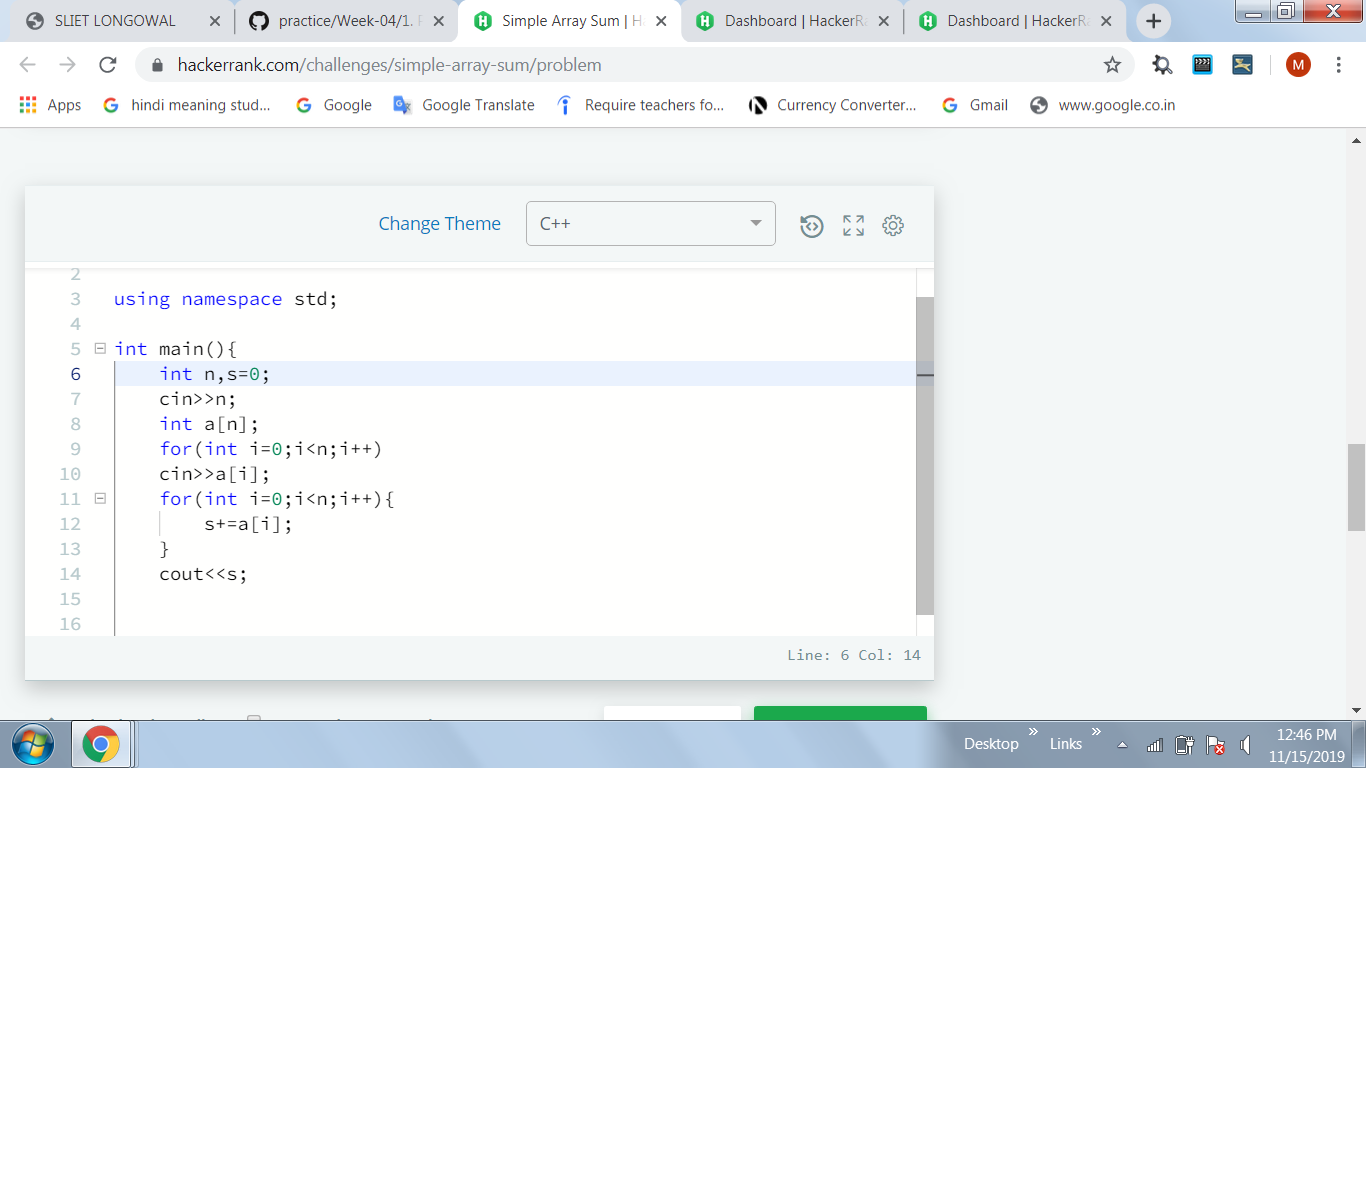 SLIET LONGOWAL
practice/Week-04/1.
Simple Array Sum | H
Dashboard | HackerR
Dashboard | HackerR
hackerrank.com/challenges/simple-array-sum/problem
M
Apps
hindi meaning stud...
Google
Google Translate
Require teachers fo...
Currency Converter...
Gmail
www.google.co.in
Change Theme
C++
2
3 using namespace std;
4
5 int main(){
6 int n,s=0;
7 cin>>n;
8 int a[n];
9 for(int i=0;i<n;i++)
10 cin>>a[i];
11 for(int i=0;i<n;i++){
12 s+=a[i];
13 }
14 cout<<s;
15
16
Line: 6 Col: 14
Desktop
Links
12:46 PM
11/15/2019